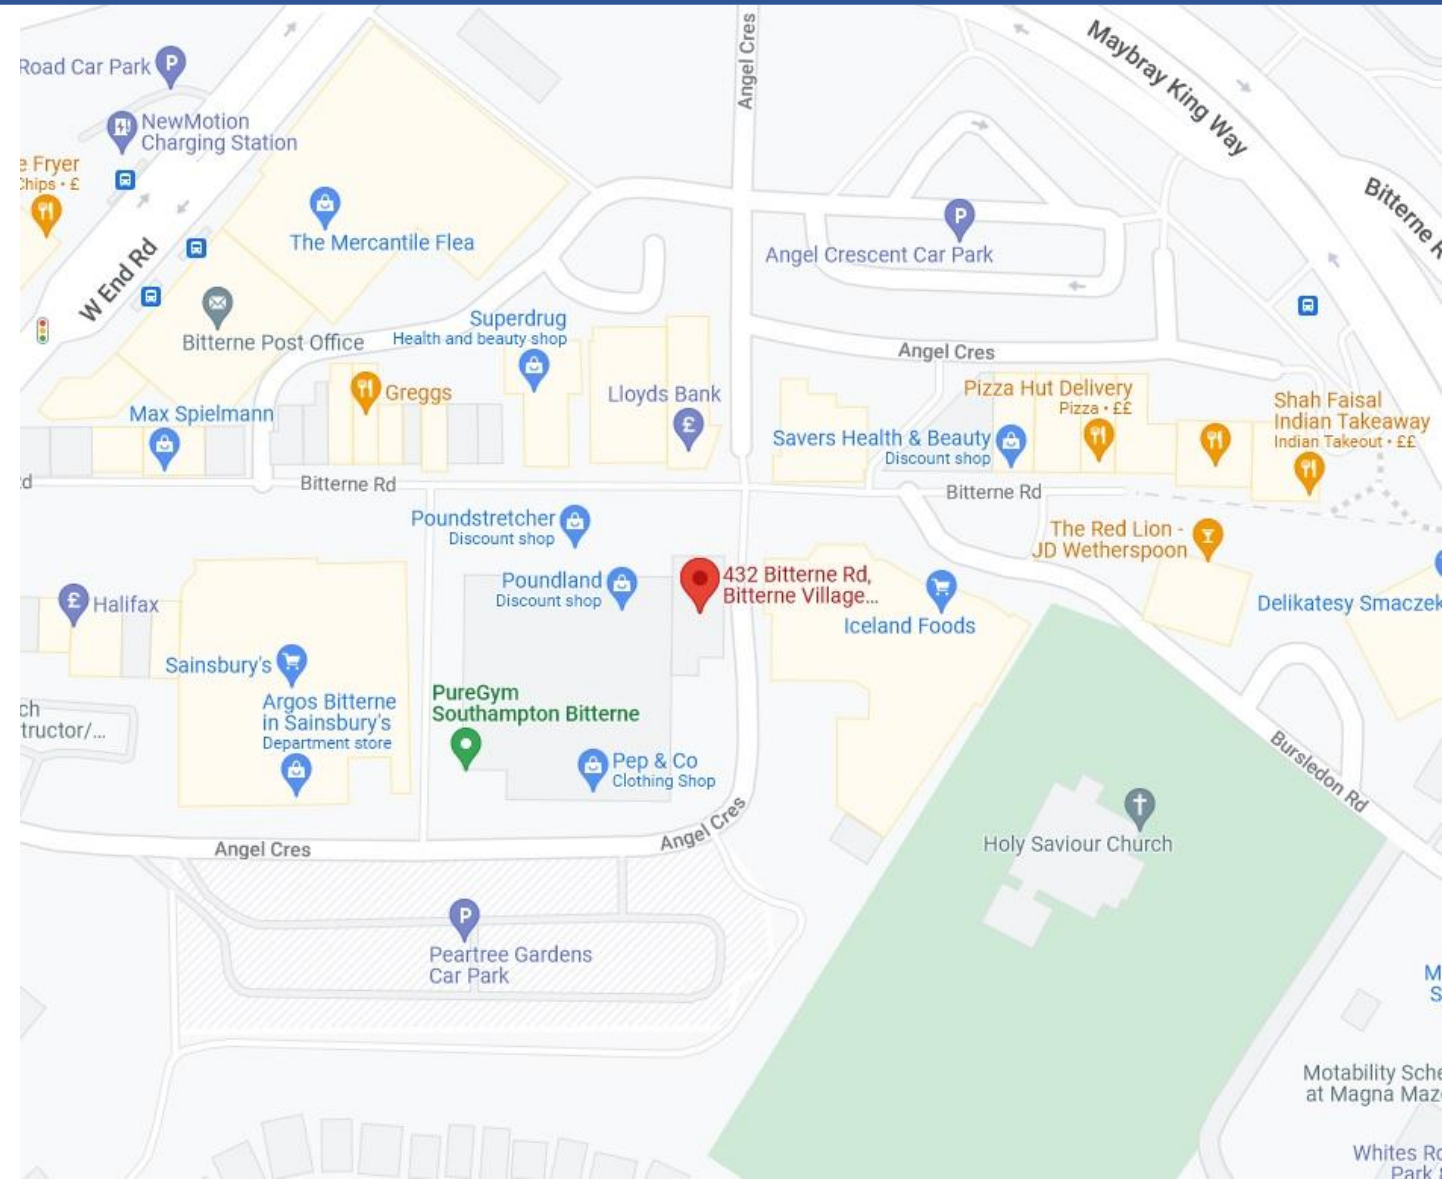 Road Car Park
NewMotion
Charging Station
e Fryer
Chips • £
W End Rd
The Mercantile Flea
Bitterne Post Office
Max Spielmann
Greggs
Superdrug
Health and beauty shop
Lloyds Bank
Angel Cres
Maybray King Way
Bitterne R
Angel Crescent Car Park
Angel Cres
Pizza Hut Delivery
Pizza • ££
Savers Health & Beauty
Discount shop
Shah Faisal
Indian Takeaway
Indian Takeout • ££
Rd
Bitterne Rd
Bitterne Rd
Poundstretcher
Discount shop
The Red Lion -
JD Wetherspoon
Poundland
Discount shop
432 Bitterne Rd,
Bitterne Village...
Iceland Foods
Delikatesy Smaczek
Halifax
Sainsbury's
Argos Bitterne
in Sainsbury's
Department store
PureGym
Southampton Bitterne
ch
tructor/...
Pep & Co
Clothing Shop
Bursledon Rd
Angel Cres
Angel Cres
Holy Saviour Church
Peartree Gardens
Car Park
M
S
Motability Sche
at Magna Maz
Whites Ro
Park